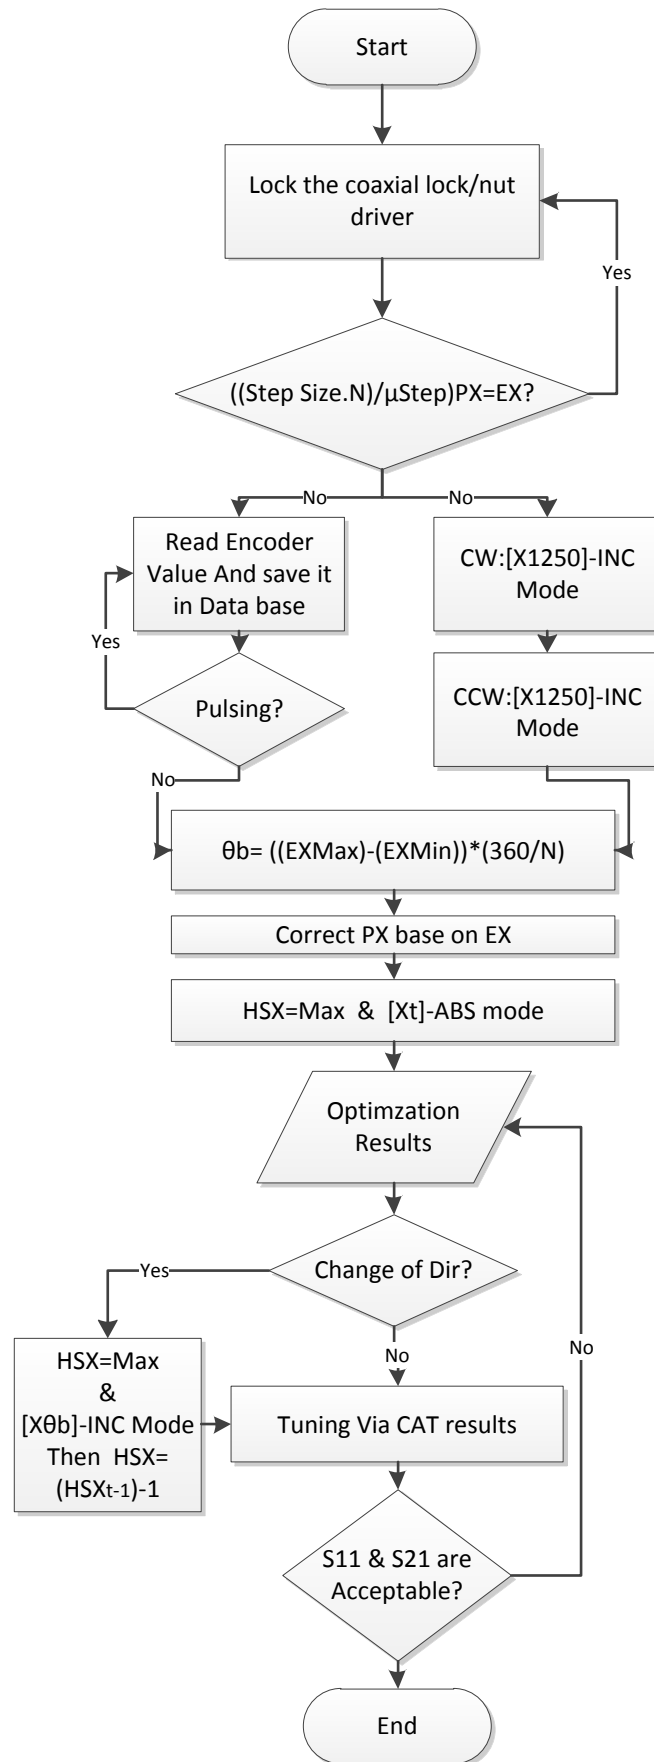 Start
Lock the coaxial lock/nut
driver
Yes
((Step Size.N)/µStep)PX=EX?
No
No
Read Encoder
Value And save it
in Data base
CW:[X1250]-INC
Mode
Yes
Pulsing?
CCW:[X1250]-INC
Mode
No
θb= ((EXMax)-(EXMin))*(360/N)
Correct PX base on EX
HSX=Max & [Xt]-ABS mode
Optimzation
Results
Change of Dir?
Yes
No
No
HSX=Max
&
[Xθb]-INC Mode
Then HSX=
(HSXt-1)-1
Tuning Via CAT results
S11 & S21 are
Acceptable?
End